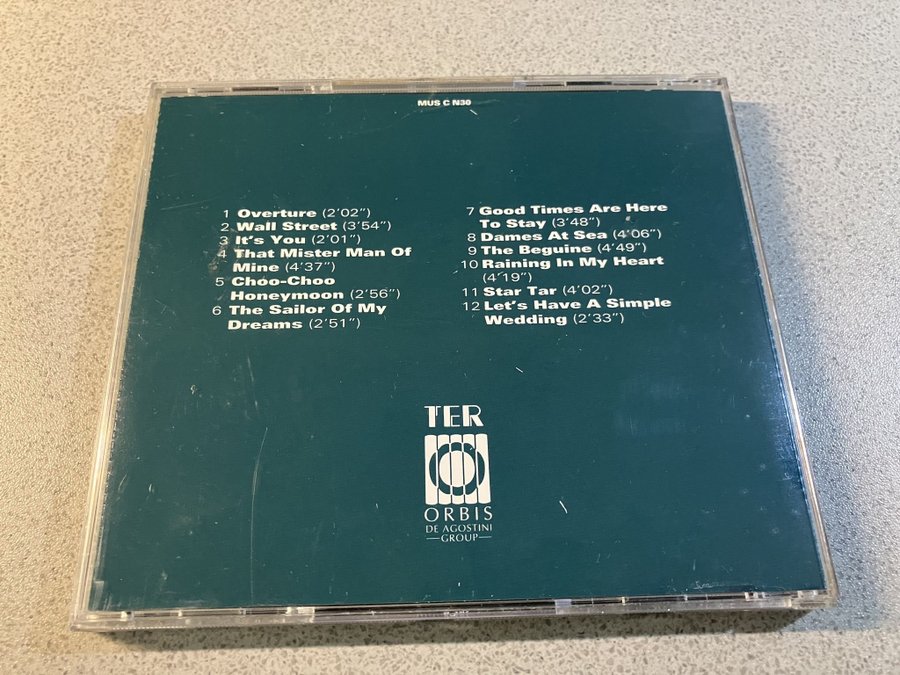 MUS C N30
1 Overture (2'02")
2 Wall Street (3'54")
3 It's You (2'01")
4 That Mister Man Of
Mine (4'37")
5 Choo-Choo
Honeymoon (2'56")
6 The Sailor Of My
Dreams (2'51")
7 Good Times Are Here
To Stay (3'48")
8 Dames At Sea (4'06")
9 The Beguine (4'49")
10 Raining In My Heart
(4'19")
11 Star Tar (4'02")
12 Let's Have A Simple
Wedding (2'33")
TER
ORBIS
DE AGOSTINI
—GROUP—